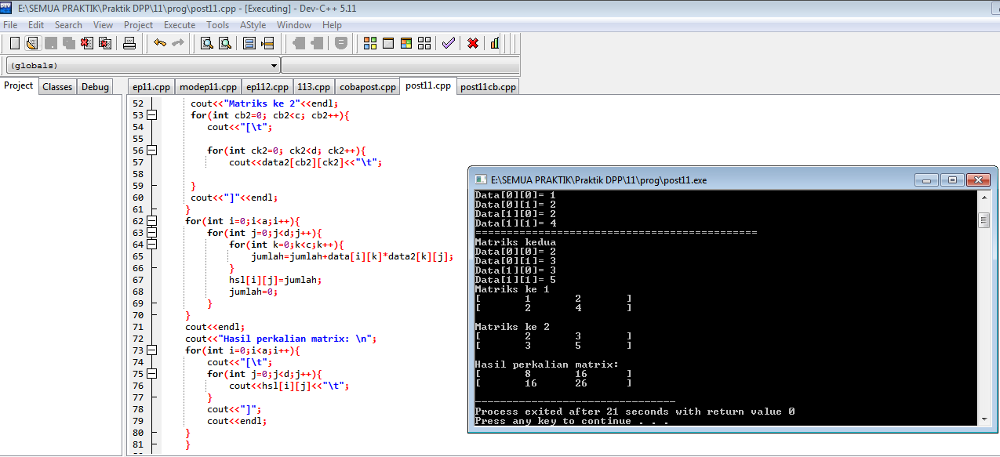 E:\SEMUA PRAKTIK\Praktik DPP\11\prog\post11.cpp - [Executing] - Dev-C++ 5.11
File Edit Search View Project Execute Tools AStyle Window Help
(globals)
Project Classes Debug
ep11.cpp modep11.cpp ep112.cpp 113.cpp cobapost.cpp post11.cpp post11cb.cpp
52 cout<<"Matriks ke 2"<<endl;
53 for(int cb2=0; cb2<c; cb2++){
54 cout<<"[\t";
55
56 for(int ck2=0; ck2<d; ck2++){
57 cout<<data2[cb2][ck2]<<"\t";
58
59 }
60 cout<<"]"<<endl;
61 }
62 for(int i=0;i<a;i++){
63 for(int j=0;j<d;j++){
64 for(int k=0;k<c;k++){
65 jumlah=jumlah+data[i][k]*data2[k][j];
66 }
67 hsl[i][j]=jumlah;
68 jumlah=0;
69 }
70 }
71 cout<<endl;
72 cout<<"Hasil perkalian matrix: \n";
73 for(int i=0;i<a;i++){
74 cout<<"[\t";
75 for(int j=0;j<d;j++){
76 cout<<hsl[i][j]<<"\t";
77 }
78 cout<<"]";
79 cout<<endl;
80 }
81 }
E:\SEMUA PRAKTIK\Praktik DPP\11\prog\post11.exe
Data[0][0]= 1
Data[0][1]= 2
Data[1][0]= 2
Data[1][1]= 4
=============================================
Matriks kedua
Data[0][0]= 2
Data[0][1]= 3
Data[1][0]= 3
Data[1][1]= 5
Matriks ke 1
[ 1 2 ]
[ 2 4 ]
Matriks ke 2
[ 2 3 ]
[ 3 5 ]
Hasil perkalian matrix:
[ 8 16 ]
[ 16 26 ]
--------------------------------
Process exited after 21 seconds with return value 0
Press any key to continue . . .